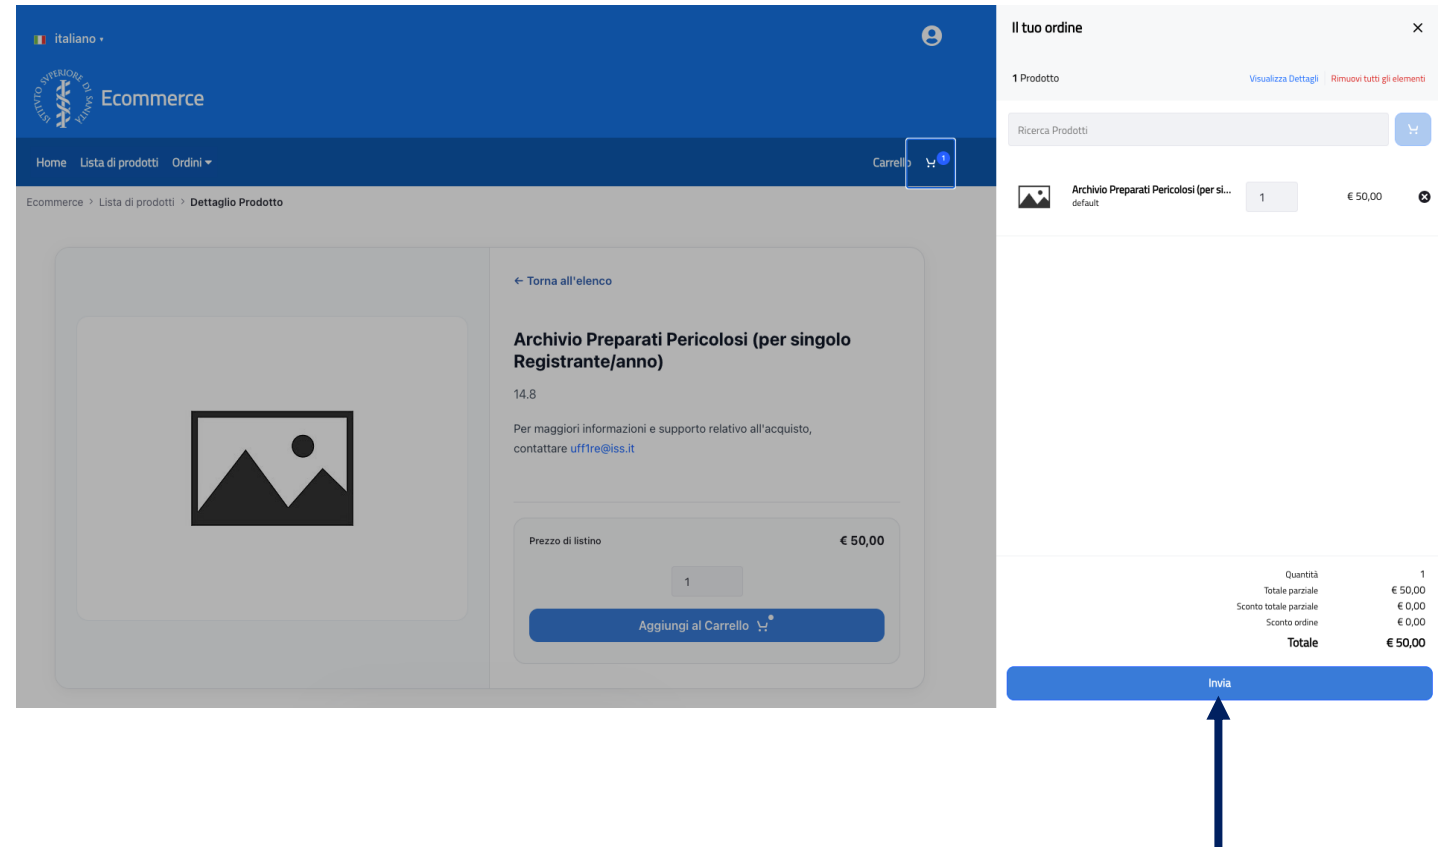 italiano
ISTITVTO SVPERIORE DI SANITA
Ecommerce
Home Lista di prodotti Ordini
Carrello 1
Ecommerce > Lista di prodotti > Dettaglio Prodotto
← Torna all'elenco
Archivio Preparati Pericolosi (per singolo
Registrante/anno)
14.8
Per maggiori informazioni e supporto relativo all'acquisto,
contattare uff1re@iss.it
Prezzo di listino € 50,00
1
Aggiungi al Carrello
Il tuo ordine
1 Prodotto Visualizza Dettagli Rimuovi tutti gli elementi
Ricerca Prodotti
Archivio Preparati Pericolosi (per si... 1 € 50,00
default
Quantità 1
Totale parziale € 50,00
Sconto totale parziale € 0,00
Sconto ordine € 0,00
Totale € 50,00
Invia